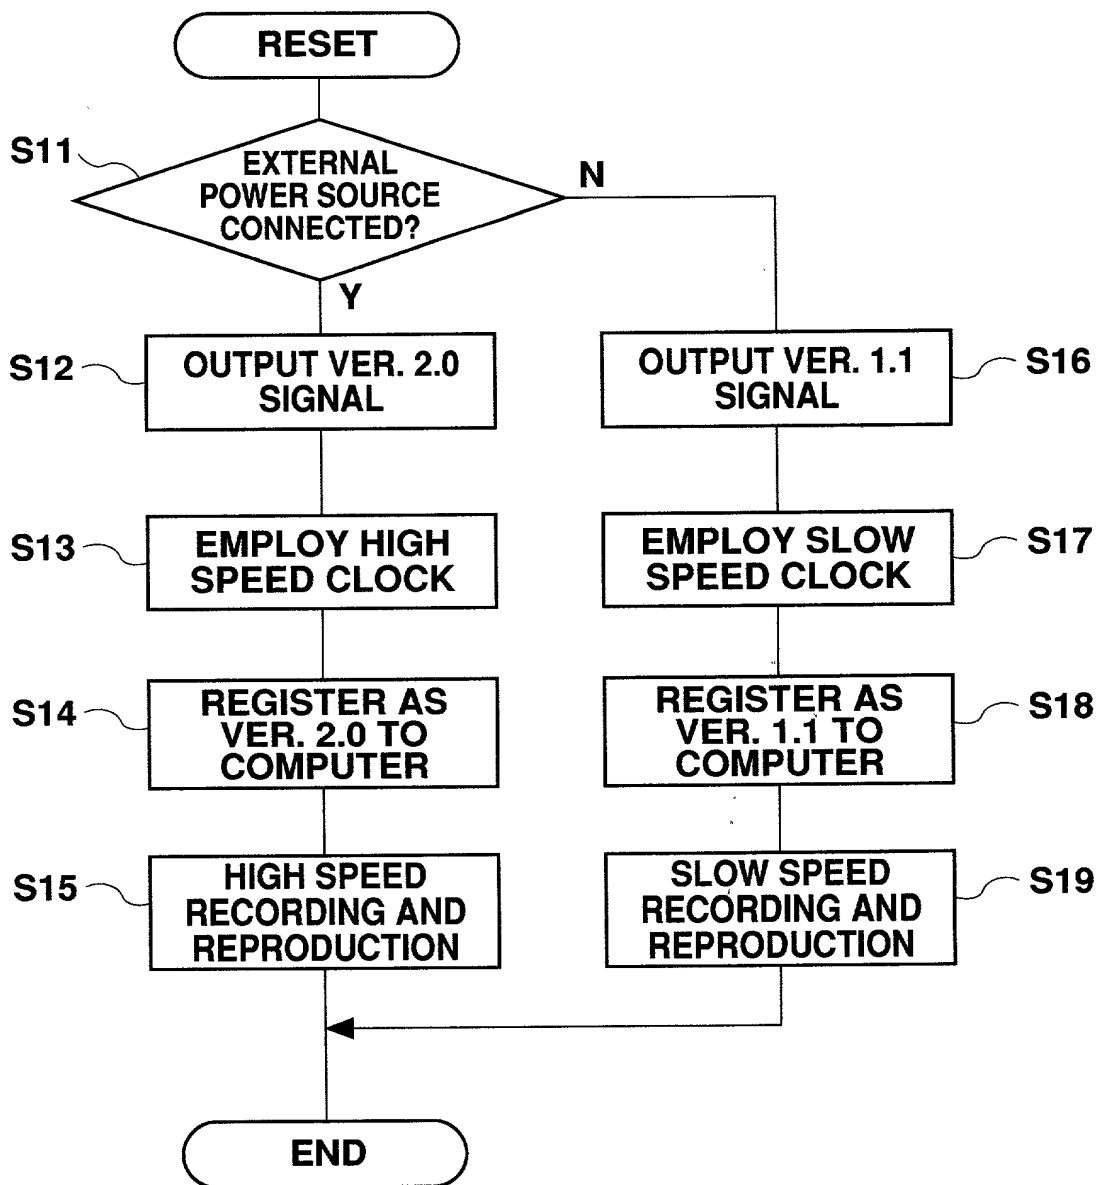 RESET
S11
EXTERNAL
POWER SOURCE
CONNECTED?
N
Y
S12
OUTPUT VER. 2.0
SIGNAL
S13
EMPLOY HIGH
SPEED CLOCK
S14
REGISTER AS
VER. 2.0 TO
COMPUTER
S15
HIGH SPEED
RECORDING AND
REPRODUCTION
OUTPUT VER. 1.1
SIGNAL
S16
EMPLOY SLOW
SPEED CLOCK
S17
REGISTER AS
VER. 1.1 TO
COMPUTER
S18
SLOW SPEED
RECORDING AND
REPRODUCTION
S19
END